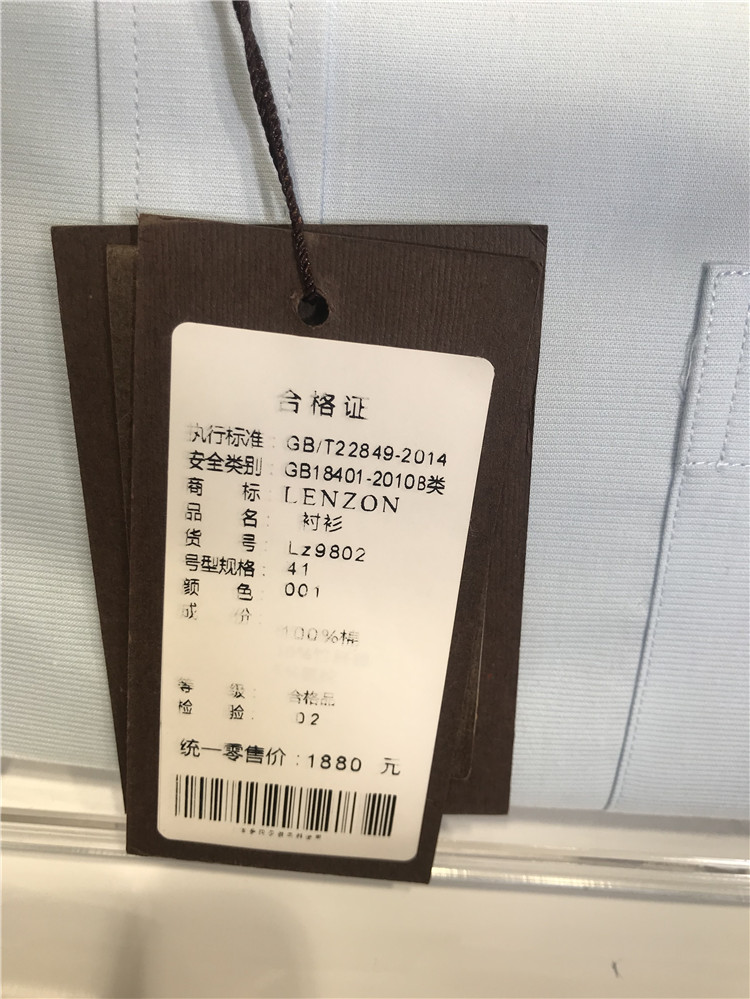 合格证
执行标准：GB/T22849-2014
安全类别：GB18401-2010B类
商 标：LENZON
品 名：衬衫
货 号：Lz9802
号型规格：41
颜 色：001
成 份：100%棉
等 级：合格品
检 验：02
统一零售价：1880 元